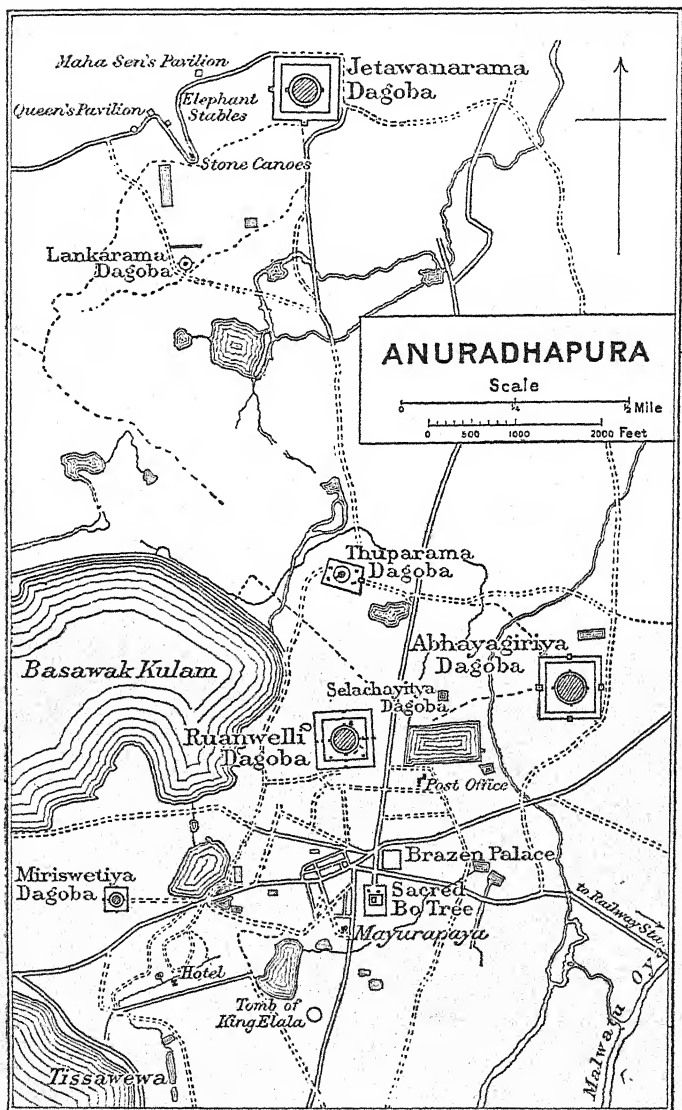 Maha Sen's Pavilion
Jetawanarama
Dagoba
Elephant
Stables
Queen's Pavilion
Stone Canoes
Lankarama
Dagoba
ANURADHAPURA
Scale
0 ¼ ½ Mile
0 500 1000 2000 Feet
Thuparama
Dagoba
Abhayagiriya
Dagoba
Basawak Kulam
Selachayitya
Dagoba
Ruanwelli
Dagoba
Post Office
Brazen Palace
Miriswetiya
Dagoba
Sacred
Bo Tree
to Railway Sta.
Mayurapaya
Hotel
Tomb of
King Elala
Malwatu Oy
Tissawewa